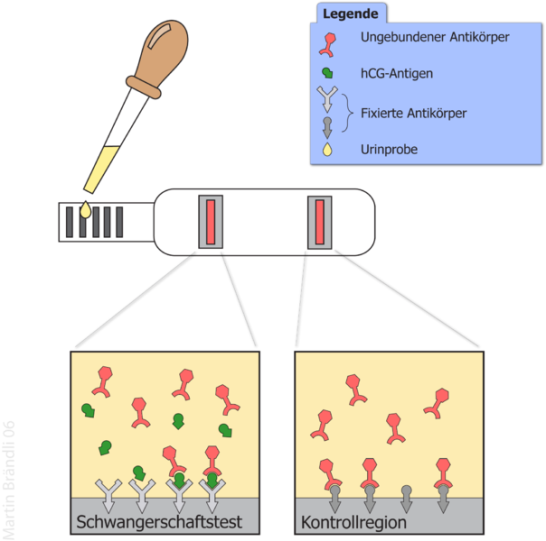 Legende
Ungebundener Antikörper
hCG-Antigen
Fixierte Antikörper
Urinprobe
Schwangerschaftstest
Kontrollregion
Martin Brändli 06